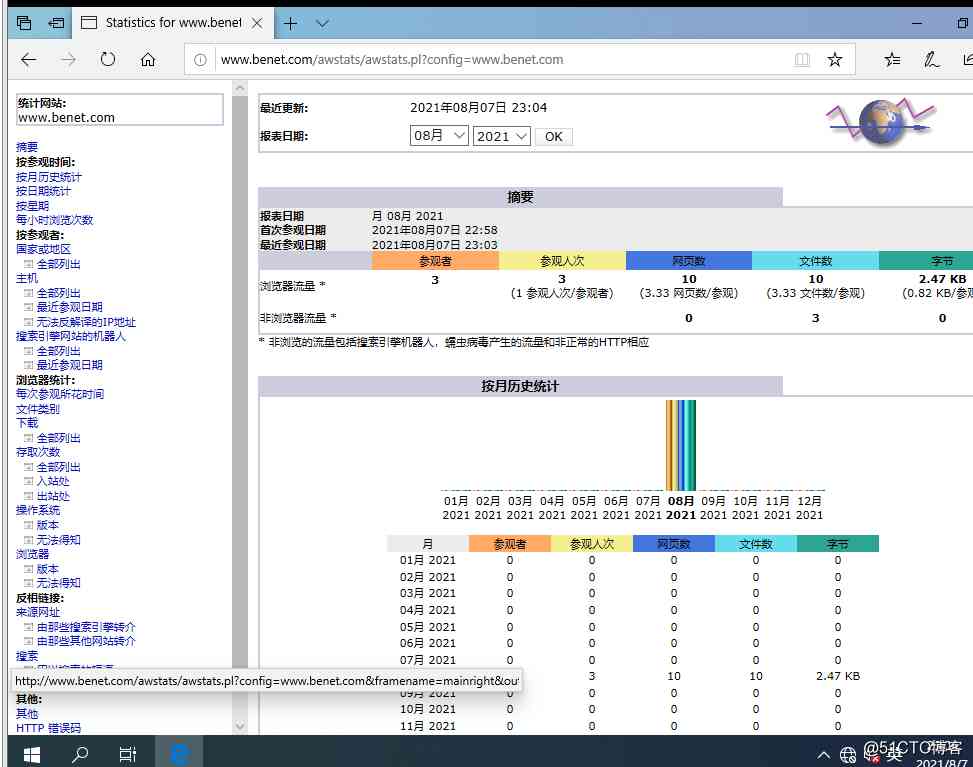 Statistics for www.benet
www.benet.com/awstats/awstats.pl?config=www.benet.com
统计网站:
www.benet.com
摘要
按参观时间:
按月历史统计
按日期统计
按星期
每小时浏览次数
按参观者:
国家或地区
全部列出
主机
全部列出
最近参观日期
无法反解译的IP地址
搜索引擎网站的机器人
全部列出
最近参观日期
浏览器统计:
每次参观所花时间
文件类别
下载
全部列出
存取次数
全部列出
入站处
出站处
操作系统
版本
无法得知
浏览器
版本
无法得知
反相链接:
来源网址
由那些搜索引擎转介
由那些其他网站转介
搜索
http://www.benet.com/awstats/awstats.pl?config=www.benet.com&framename=mainright&out
其他:
其他
HTTP 错误码
最近更新: 2021年08月07日 23:04
报表日期: 08月 2021 OK
摘要
报表日期 月 08月 2021
首次参观日期 2021年08月07日 22:58
最近参观日期 2021年08月07日 23:03
参观者 参观人次 网页数 文件数 字节
浏览器流量 * 3 3 10 10 2.47 KB
(1 参观人次/参观者) (3.33 网页数/参观) (3.33 文件数/参观) (0.82 KB/参观
非浏览器流量 * 0 3 0
* 非浏览的流量包括搜索引擎机器人，蠕虫病毒产生的流量和非正常的HTTP相应
按月历史统计
01月 02月 03月 04月 05月 06月 07月 08月 09月 10月 11月 12月
2021 2021 2021 2021 2021 2021 2021 2021 2021 2021 2021 2021
月 参观者 参观人次 网页数 文件数 字节
01月 2021 0 0 0 0 0
02月 2021 0 0 0 0 0
03月 2021 0 0 0 0 0
04月 2021 0 0 0 0 0
05月 2021 0 0 0 0 0
06月 2021 0 0 0 0 0
07月 2021 0 0 0 0 0
3 10 10 2.47 KB
09月 2021 0 0 0 0 0
10月 2021 0 0 0 0 0
11月 2021 0 0 0 0 0
英
@51CTO博客
2021/8/7